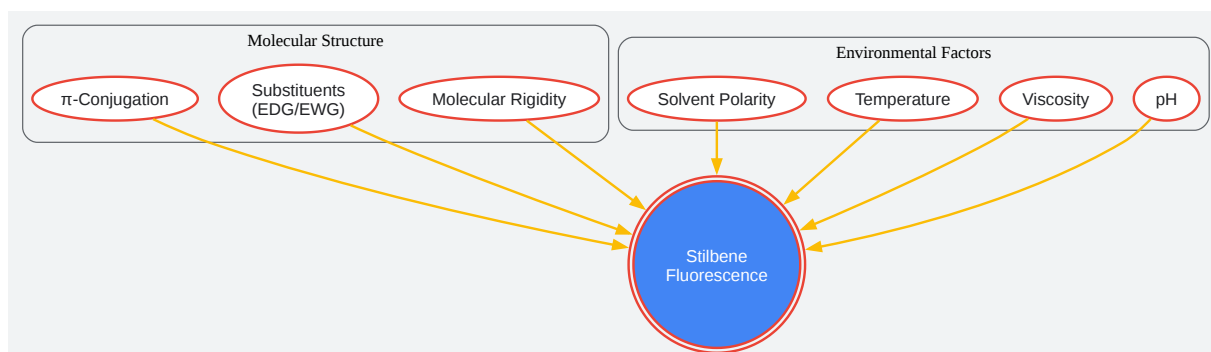 Molecular Structure
π-Conjugation
Substituents
(EDG/EWG)
Molecular Rigidity
Environmental Factors
Solvent Polarity
Temperature
Viscosity
pH
Stilbene
Fluorescence